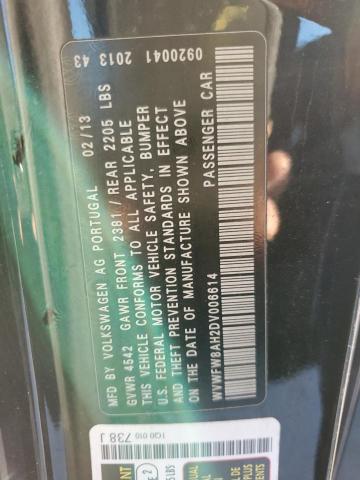 0920041 2013 43
MFD BY VOLKSWAGEN AG PORTUGAL 02/13
GVWR 4542 GAWR FRONT 2381/ REAR 2205 LBS
THIS VEHICLE CONFORMS TO ALL APPLICABLE
U.S. FEDERAL MOTOR VEHICLE SAFETY, BUMPER
AND THEFT PREVENTION STANDARDS IN EFFECT
ON THE DATE OF MANUFACTURE SHOWN ABOVE
PASSENGER CAR
WVWFW8AH2DV006614
1Q0 010 738 J